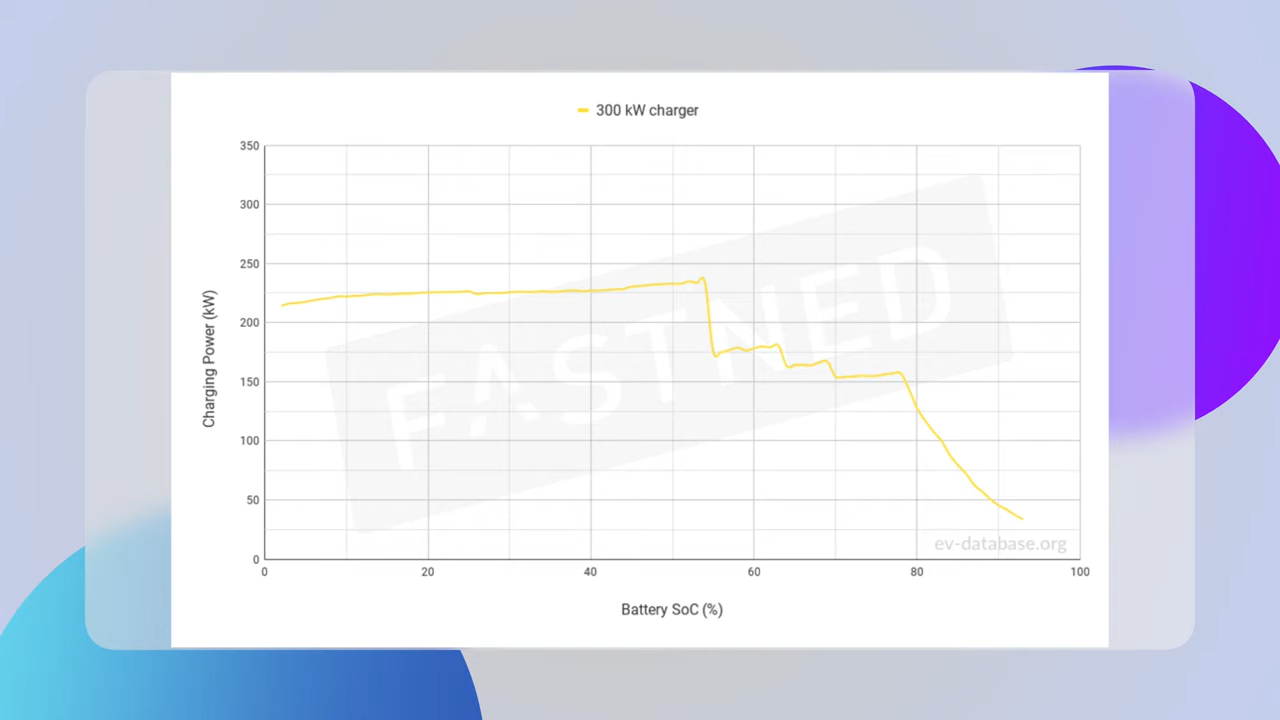 300 kW charger
350
300
250
200
150
100
50
0
Charging Power (kW)
FASTNED
ev-database.org
0 20 40 60 80 100
Battery SoC (%)